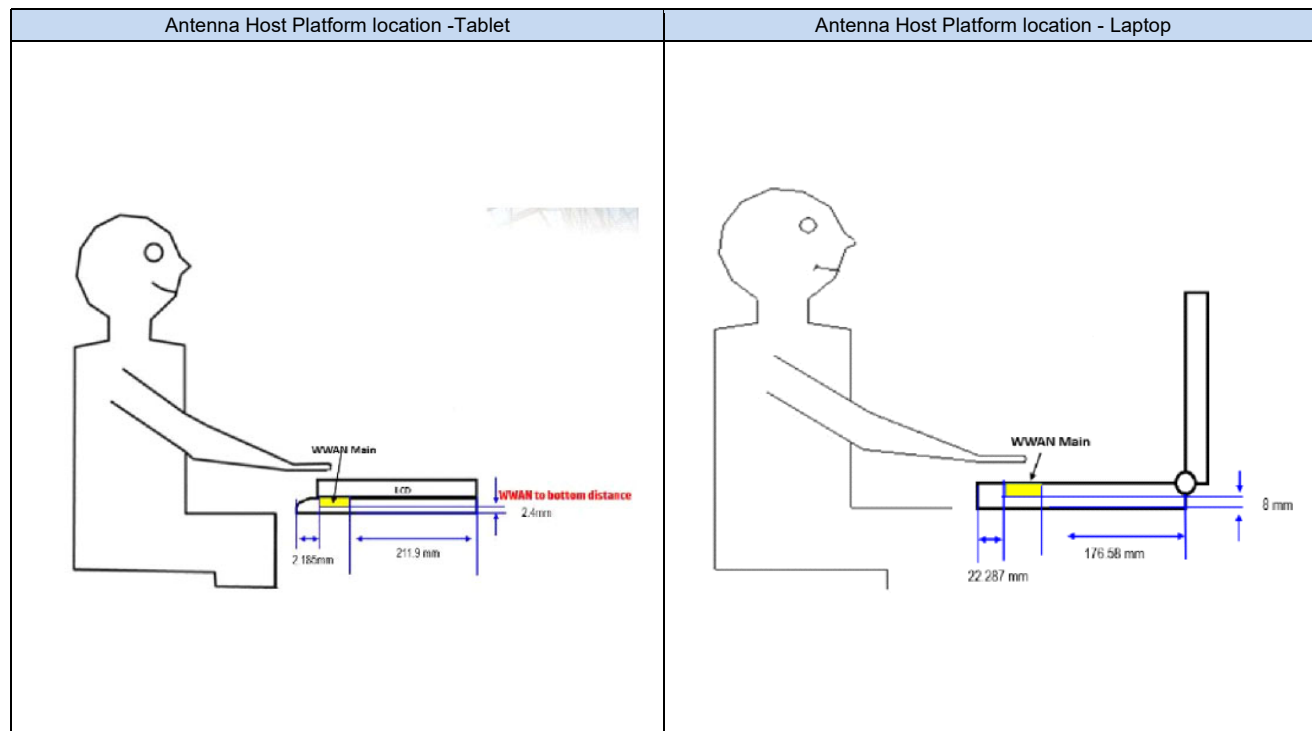 Antenna Host Platform location -Tablet
Antenna Host Platform location - Laptop
WWAN Main
LCD
WWAN to bottom distance
2.4mm
2.185mm
211.9 mm
WWAN Main
8 mm
176.58 mm
22.287 mm